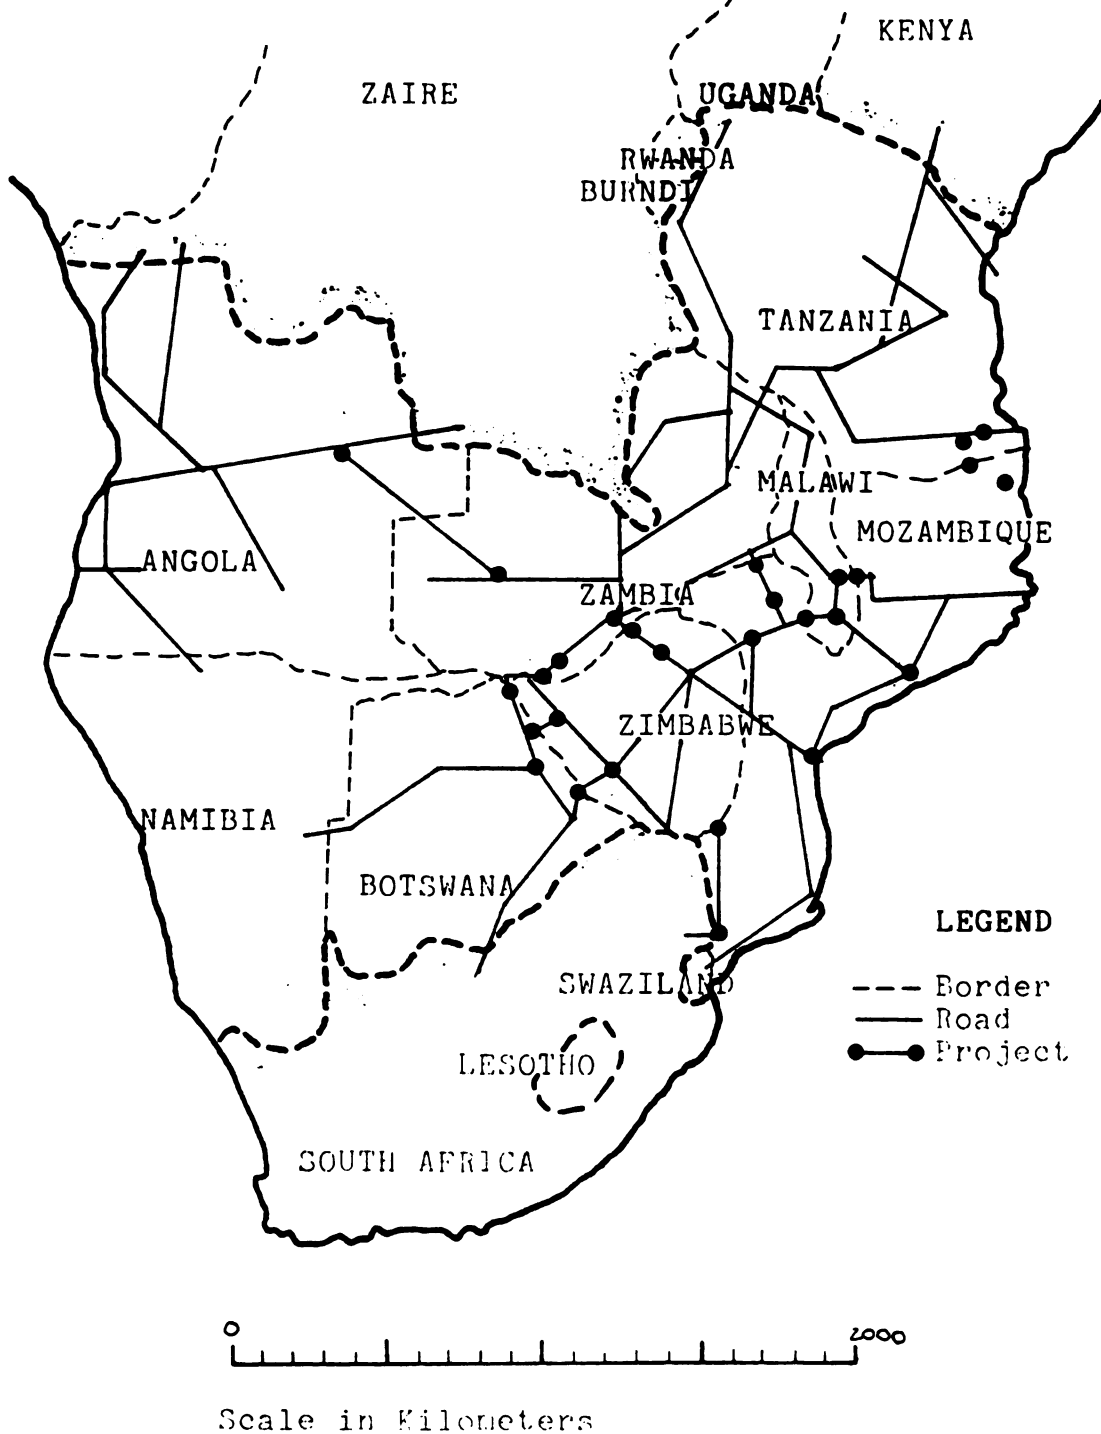 KENYA
ZAIRE
UGANDA
RWANDA
BURNDI
TANZANIA
MALAWI
MOZAMBIQUE
ANGOLA
ZAMBIA
ZIMBABWE
NAMIBIA
BOTSWANA
LEGEND
SWAZILAND
Border
Road
Project
LESOTHO
SOUTH AFRICA
0 2000
Scale in Kilometers